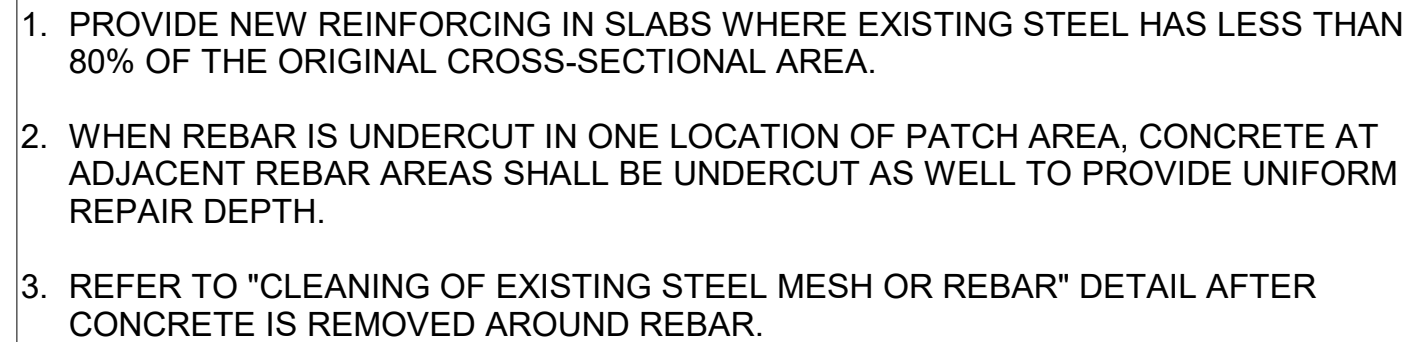 1. PROVIDE NEW REINFORCING IN SLABS WHERE EXISTING STEEL HAS LESS THAN
80% OF THE ORIGINAL CROSS-SECTIONAL AREA.
2. WHEN REBAR IS UNDERCUT IN ONE LOCATION OF PATCH AREA, CONCRETE AT
ADJACENT REBAR AREAS SHALL BE UNDERCUT AS WELL TO PROVIDE UNIFORM
REPAIR DEPTH.
3. REFER TO "CLEANING OF EXISTING STEEL MESH OR REBAR" DETAIL AFTER
CONCRETE IS REMOVED AROUND REBAR.